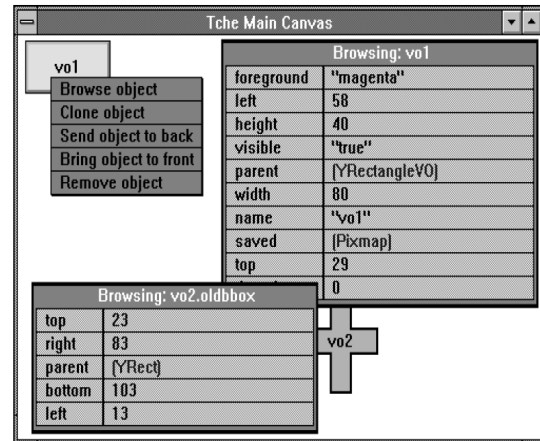 Tche Main Canvas
vo1
Browse object
Clone object
Send object to back
Bring object to front
Remove object
Browsing: vo1
foreground "magenta"
left 58
height 40
visible "true"
parent (YRectangleVO)
width 80
name "vo1"
saved (Pixmap)
top 29
0
Browsing: vo2.oldbbox
top 23
right 83
parent (YRect)
bottom 103
left 13
vo2